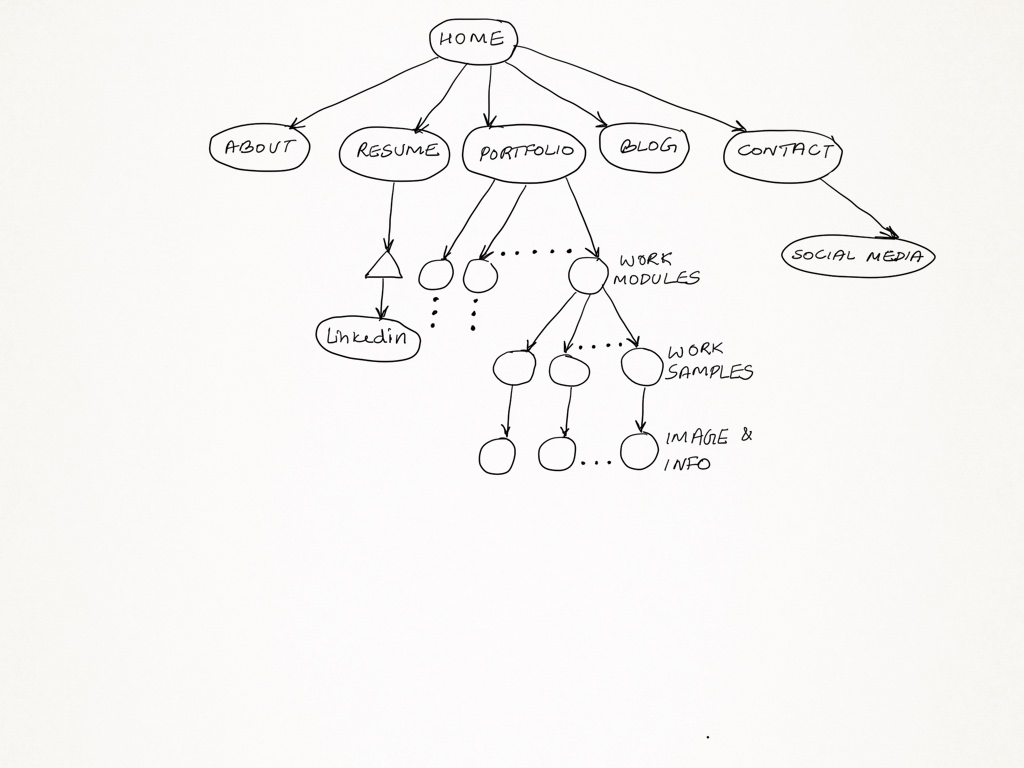 HOME
ABOUT
RESUME
PORTFOLIO
BLOG
CONTACT
WORK
MODULES
SOCIAL MEDIA
Linkedin
WORK
SAMPLES
IMAGE &
INFO